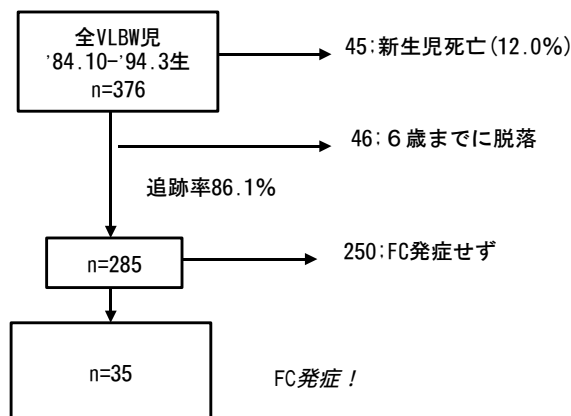 全VLBW児
'84.10-'94.3生
n=376
45:新生児死亡(12.0%)
46:６歳までに脱落
追跡率86.1%
n=285
250:FC発症せず
n=35
FC発症！